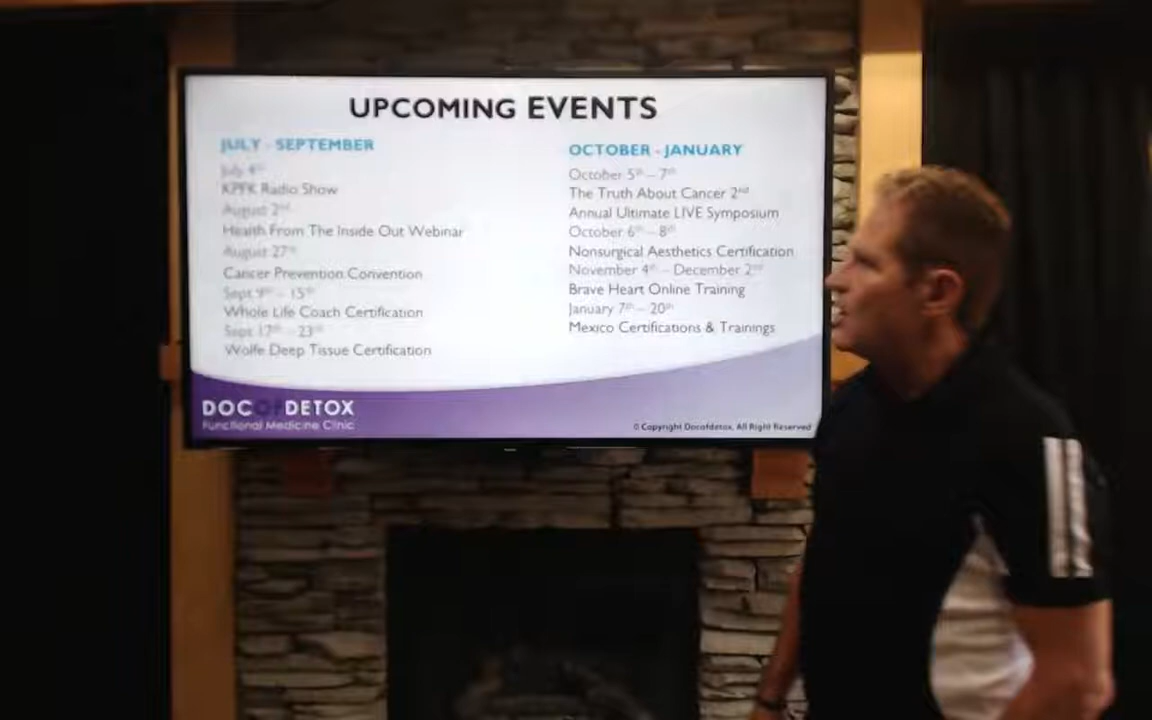 UPCOMING EVENTS
JULY - SEPTEMBER
July 4th
KPFK Radio Show
August 2nd
Health From The Inside Out Webinar
August 27th
Cancer Prevention Convention
Sept 9th - 15th
Whole Life Coach Certification
Sept 17th - 23th
Wolfe Deep Tissue Certification
OCTOBER - JANUARY
October 5th - 7th
The Truth About Cancer 2nd
Annual Ultimate LIVE Symposium
October 6th - 8th
Nonsurgical Aesthetics Certification
November 4th - December 2nd
Brave Heart Online Training
January 7th - 20th
Mexico Certifications & Trainings
DOC OF DETOX
Functional Medicine Clinic
© Copyright Docofdetox, All Right Reserved